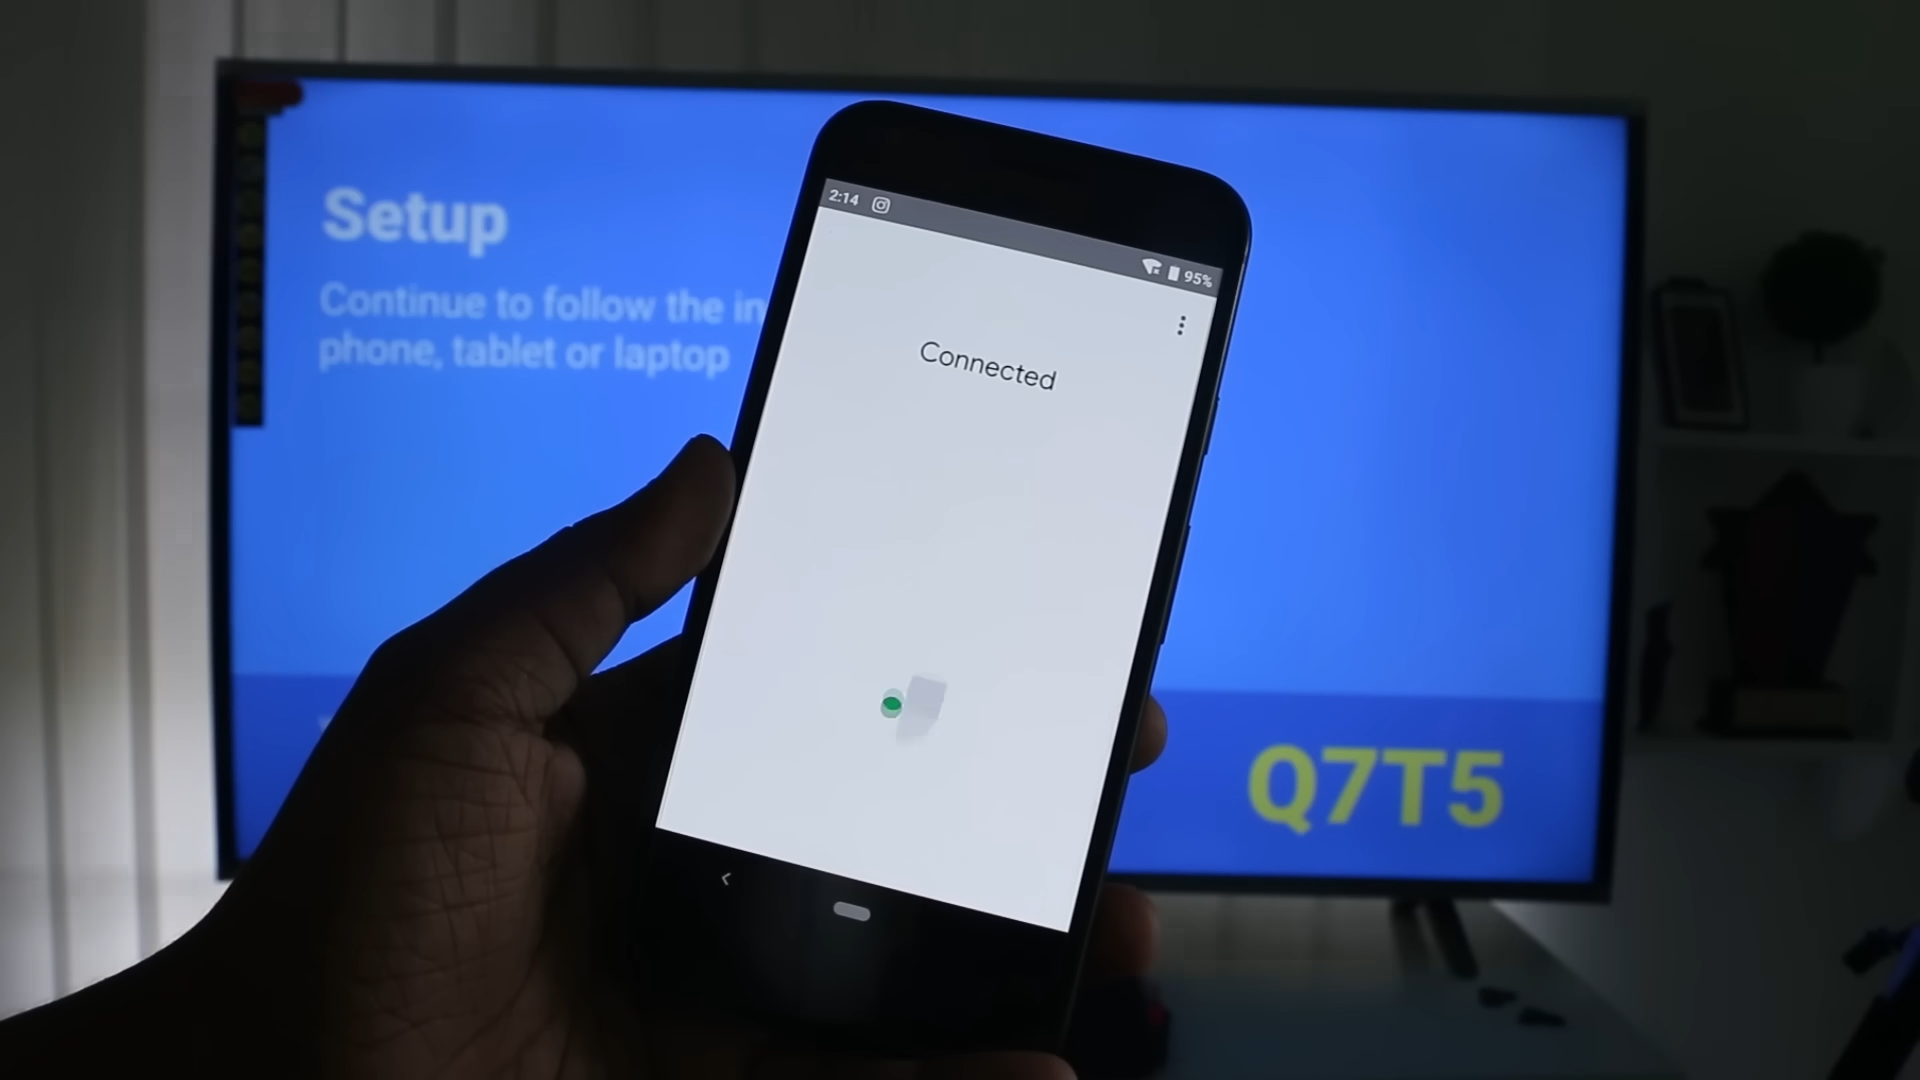 Setup
Continue to follow the in
phone, tablet or laptop
2:14
95%
Connected
Q7T5